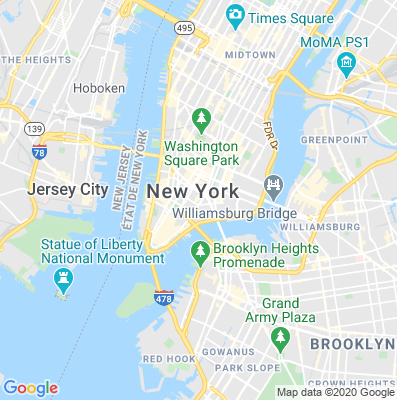 495
Times Square
MIDTOWN
MoMA PS1
THE HEIGHTS
Hoboken
139
78
Washington
Square Park
FDR Dr
GREENPOINT
NEW JERSEY
ÉTAT DE NEW YORK
Jersey City
New York
Williamsburg Bridge
WILLIAMSBURG
Statue of Liberty
National Monument
Brooklyn Heights
Promenade
478
Grand
Army Plaza
BROOKLYN
RED HOOK
GOWANUS
PARK SLOPE
CROWN HEIGHTS
Google
Map data ©2020 Google